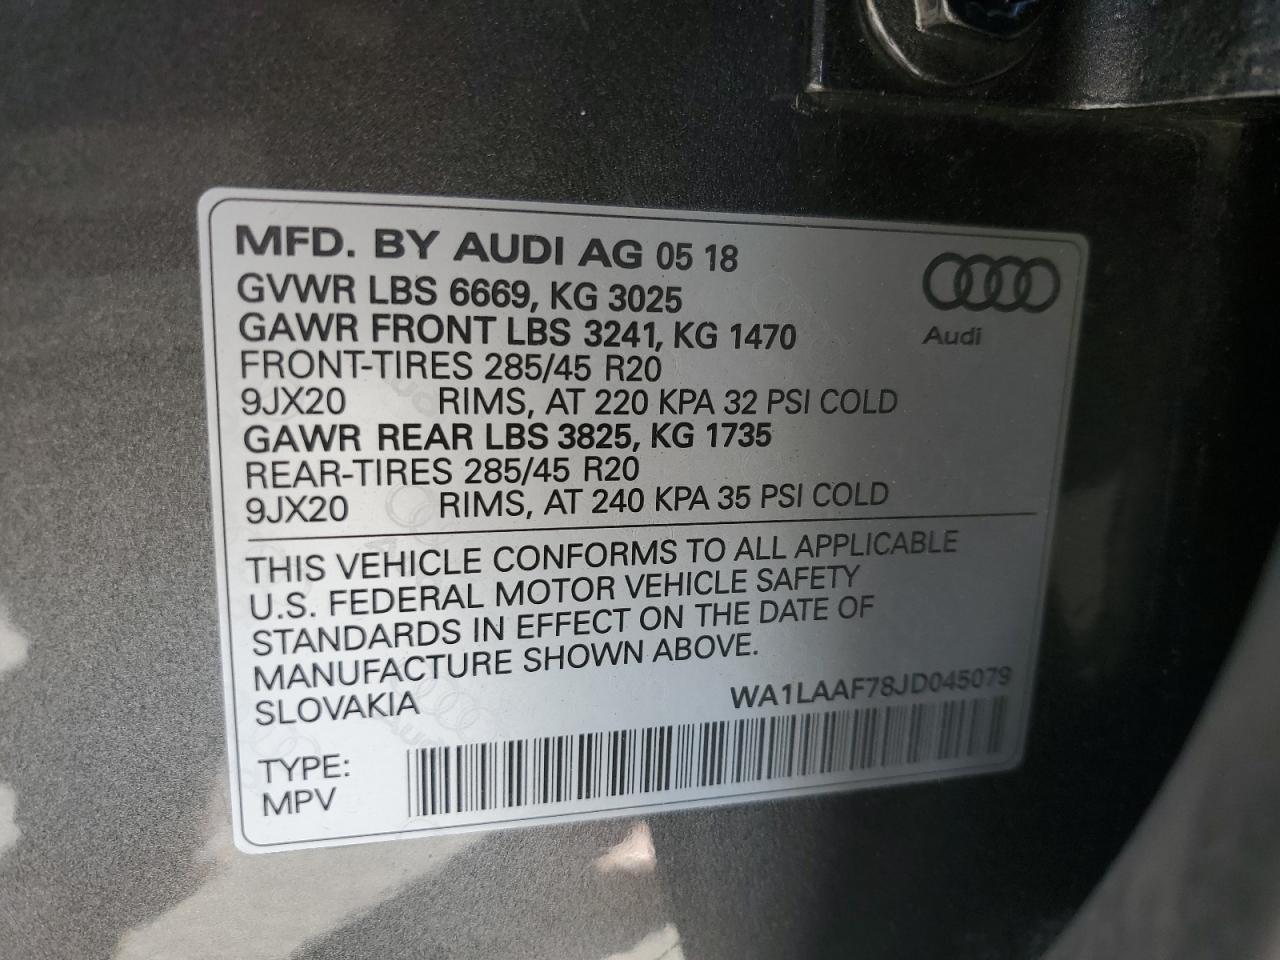 MFD. BY AUDI AG 05 18
GVWR LBS 6669, KG 3025
GAWR FRONT LBS 3241, KG 1470
FRONT-TIRES 285/45 R20
9JX20 RIMS, AT 220 KPA 32 PSI COLD
GAWR REAR LBS 3825, KG 1735
REAR-TIRES 285/45 R20
9JX20 RIMS, AT 240 KPA 35 PSI COLD
Audi
THIS VEHICLE CONFORMS TO ALL APPLICABLE
U.S. FEDERAL MOTOR VEHICLE SAFETY
STANDARDS IN EFFECT ON THE DATE OF
MANUFACTURE SHOWN ABOVE.
SLOVAKIA WA1LAAF78JD045079
TYPE:
MPV